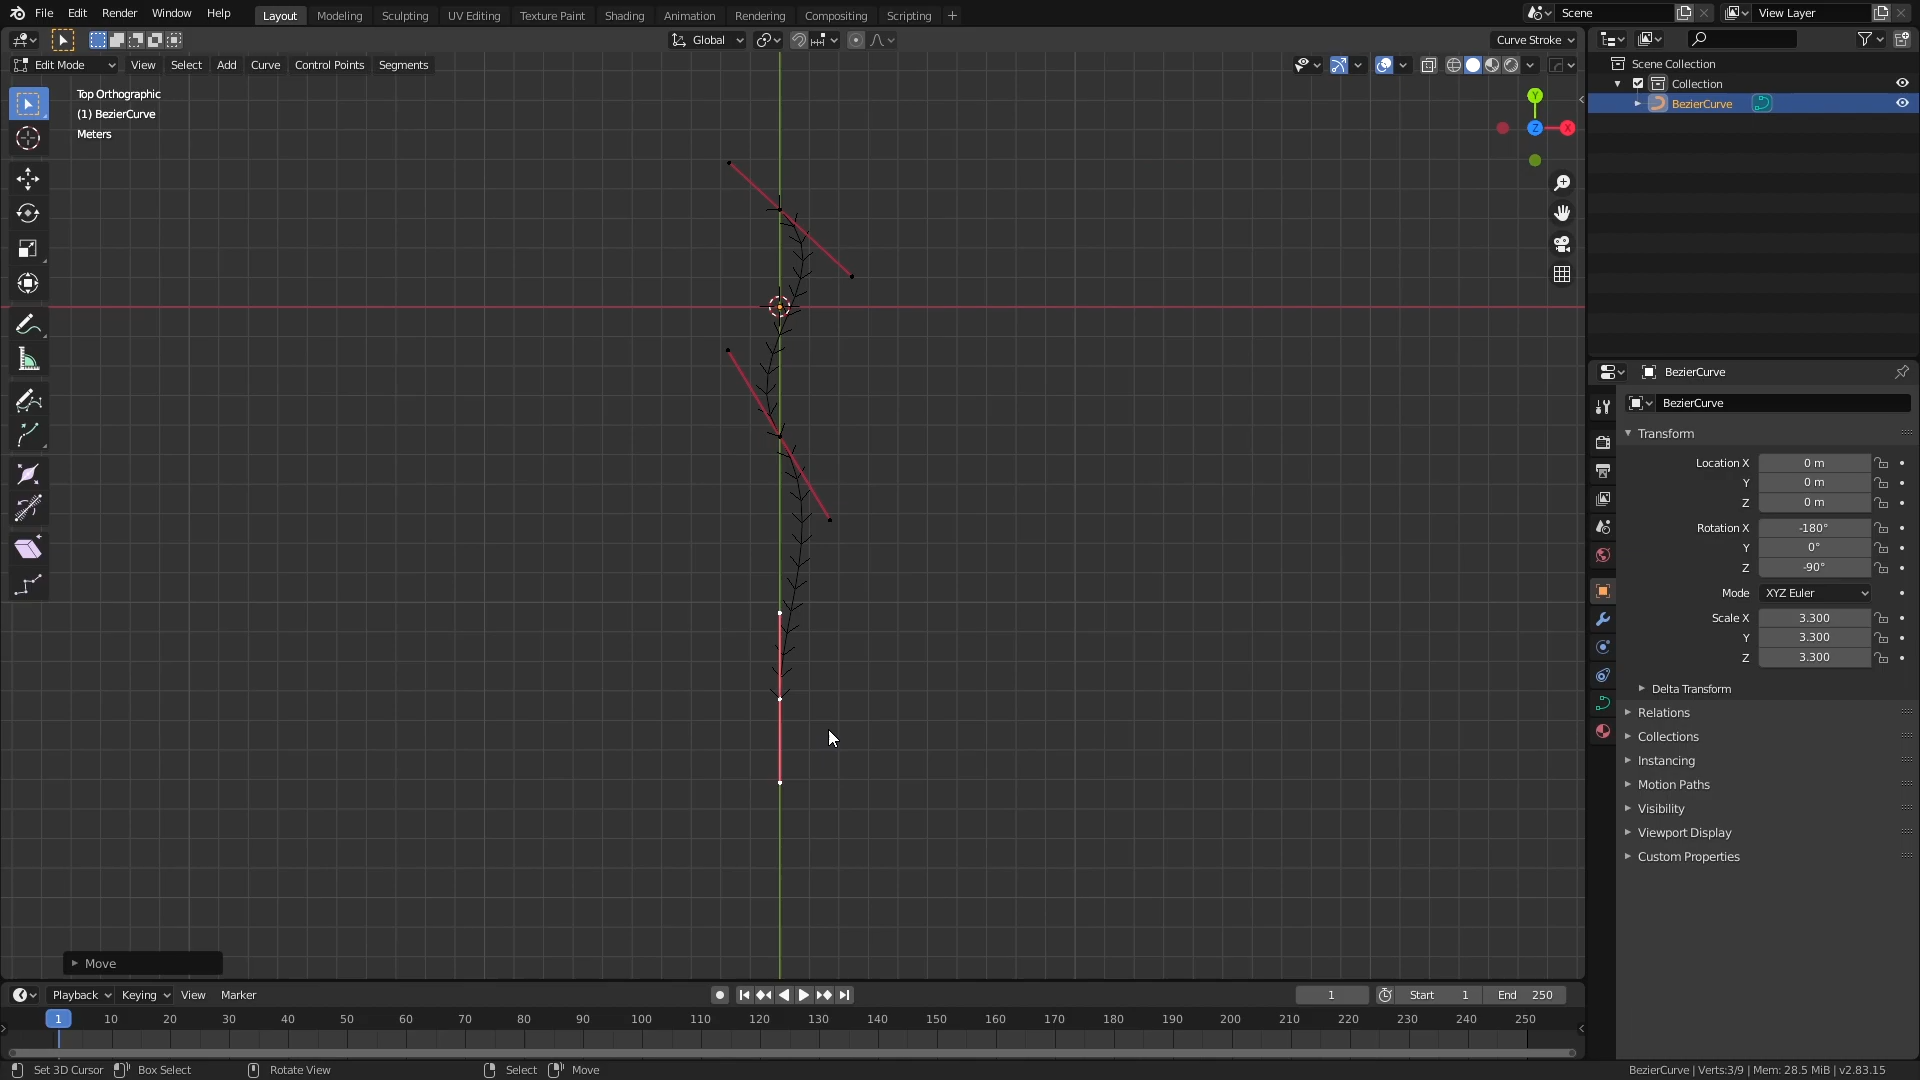 File Edit Render Window Help Layout Modeling Sculpting UV Editing Texture Paint Shading Animation Rendering Compositing Scripting + Scene View Layer
Global Curve Stroke
Edit Mode View Select Add Curve Control Points Segments
Top Orthographic
(1) BezierCurve
Meters
Y
Z
X
Scene Collection
Collection
BezierCurve
BezierCurve
BezierCurve
Transform
Location X 0 m
Y 0 m
Z 0 m
Rotation X -180°
Y 0°
Z -90°
Mode XYZ Euler
Scale X 3.300
Y 3.300
Z 3.300
Delta Transform
Relations
Collections
Instancing
Motion Paths
Visibility
Viewport Display
Custom Properties
Move
Playback Keying View Marker 1 Start 1 End 250
1 10 20 30 40 50 60 70 80 90 100 110 120 130 140 150 160 170 180 190 200 210 220 230 240 250
Set 3D Cursor Box Select Rotate View Select Move BezierCurve | Verts:3/9 | Mem: 28.5 MiB | v2.83.15